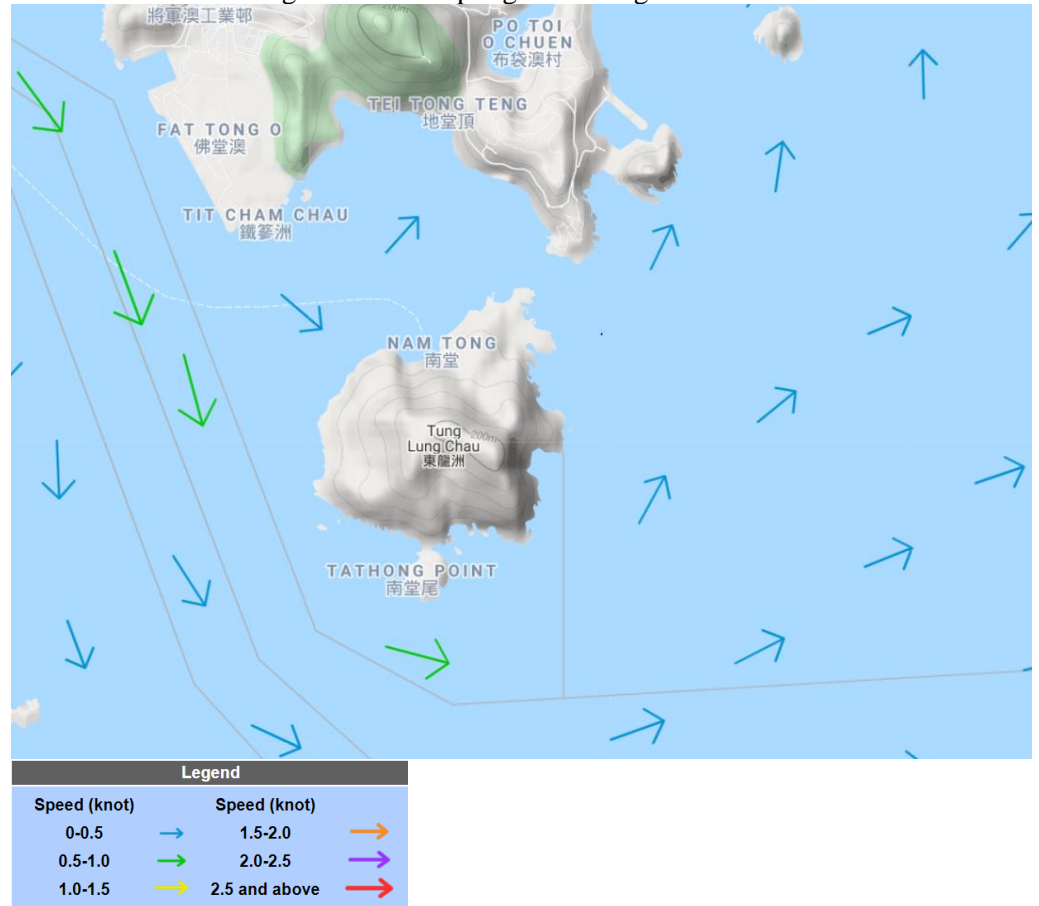 將軍澳工業邨
200m
PO TOI
O CHUEN
布袋澳村
TEI TONG TENG
地堂頂
FAT TONG O
佛堂澳
TIT CHAM CHAU
鐵篸洲
NAM TONG
南堂
Tung
Lung Chau
東龍洲
200m
TATHONG POINT
南堂尾
Legend
Speed (knot) Speed (knot)
0-0.5 1.5-2.0
0.5-1.0 2.0-2.5
1.0-1.5 2.5 and above